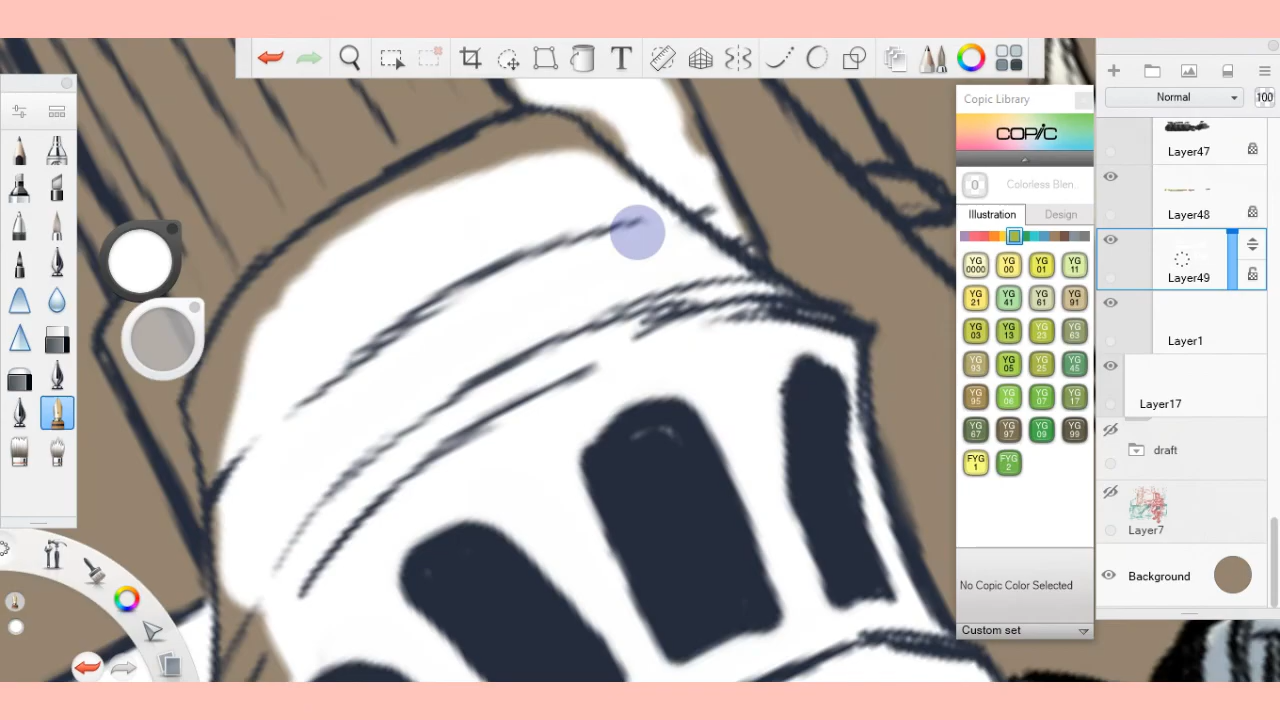 T
Copic Library
COPIC
0 Colorless Blen..
Illustration Design
YG 0000 YG 00 YG 01 YG 11
YG 21 YG 41 YG 61 YG 91
YG 03 YG 13 YG 23 YG 63
YG 93 YG 05 YG 25 YG 45
YG 95 YG 06 YG 07 YG 17
YG 67 YG 97 YG 09 YG 99
FYG 1 FYG 2
No Copic Color Selected
Custom set
Normal 100
Layer47
Layer48
Layer49
Layer1
Layer17
draft
Layer7
Background